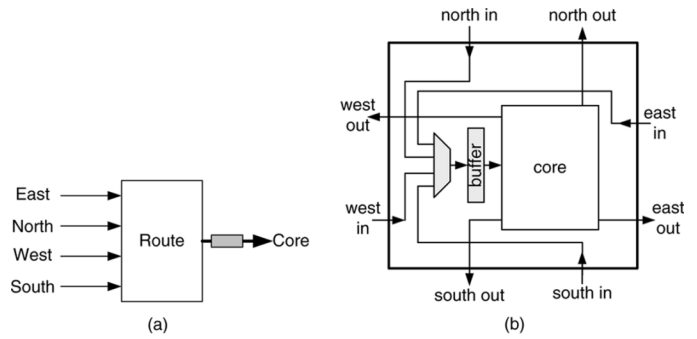 East
North
West
South
Route
Core
(a)
north in
north out
west
out
east
in
buffer
core
west
in
east
out
south out
south in
(b)